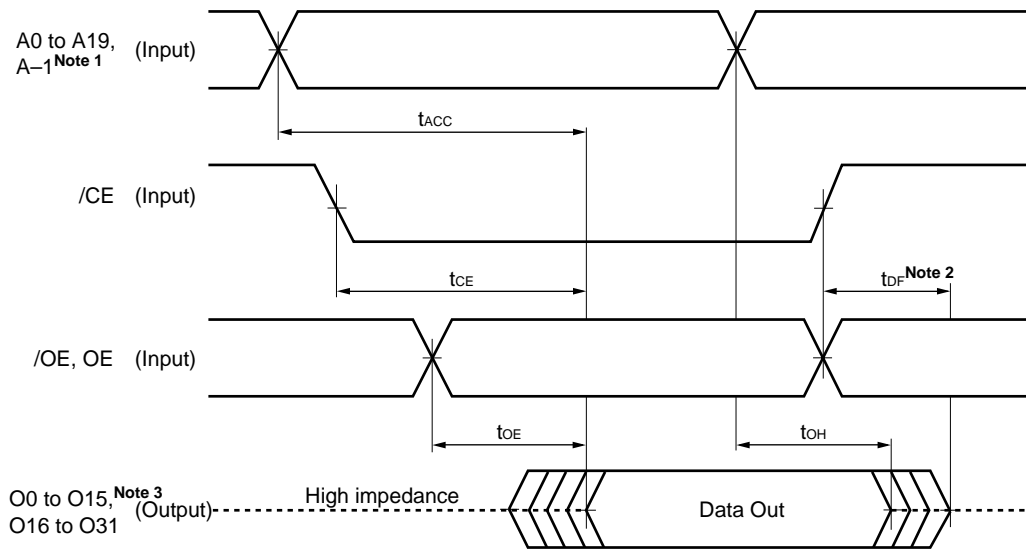 A0 to A19, (Input)
A–1Note 1
tACC
/CE (Input)
tCE
tDFNote 2
/OE, OE (Input)
tOE
tOH
O0 to O15,Note 3 (Output)
O16 to O31
High impedance
Data Out